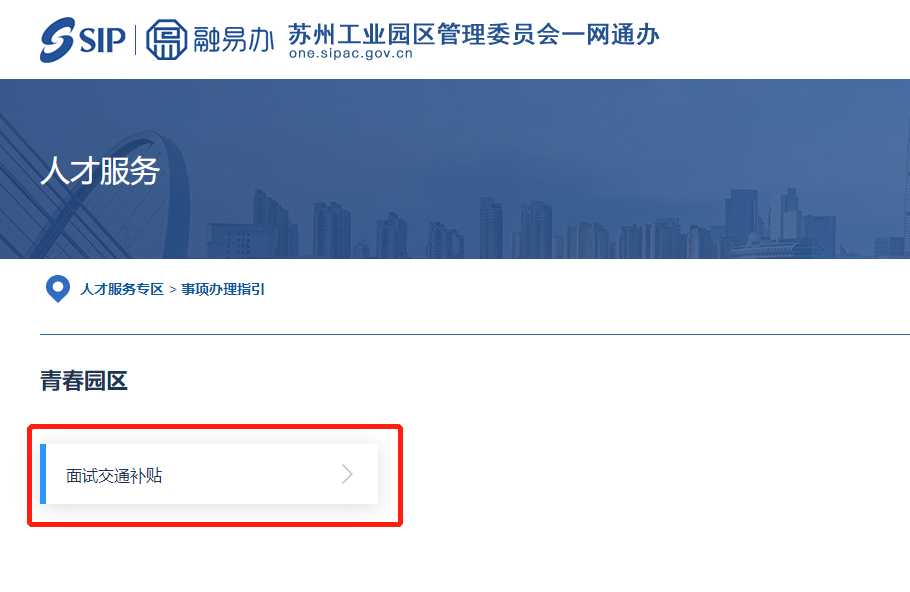 SIP 融易办 苏州工业园区管理委员会一网通办
one.sipac.gov.cn
人才服务
人才服务专区 > 事项办理指引
青春园区
面试交通补贴